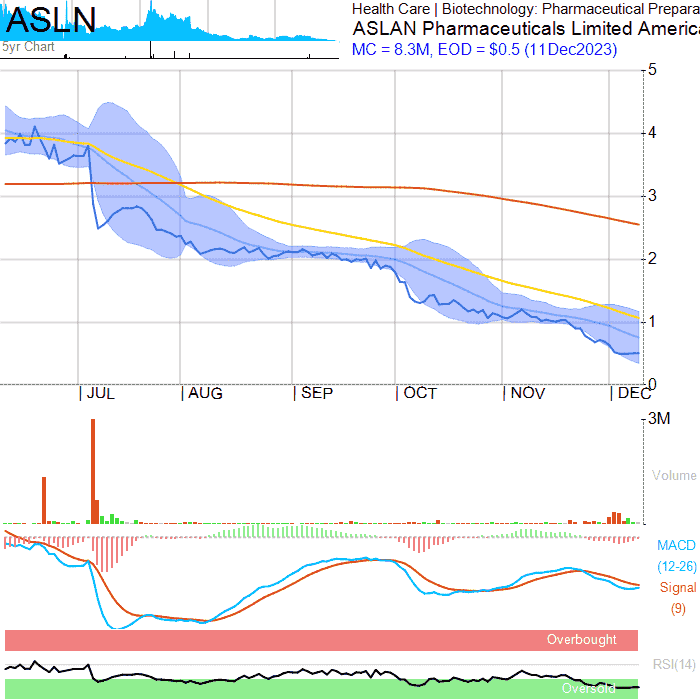 ASLN
5yr Chart
Health Care | Biotechnology: Pharmaceutical Prepara
ASLAN Pharmaceuticals Limited America
MC = 8.3M, EOD = $0.5 (11Dec2023)
5
4
3
2
1
0
JUL
AUG
SEP
OCT
NOV
DEC
3M
Volume
MACD
(12-26)
Signal
(9)
Overbought
RSI(14)
Oversold